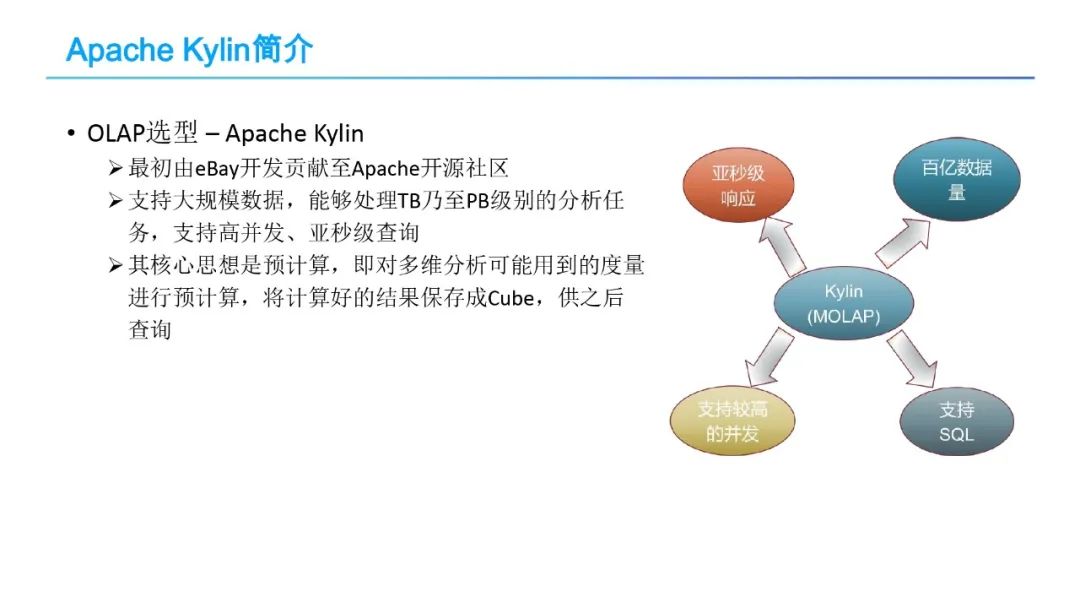 Apache Kylin简介
• OLAP选型 – Apache Kylin
➢最初由eBay开发贡献至Apache开源社区
➢支持大规模数据，能够处理TB乃至PB级别的分析任
务，支持高并发、亚秒级查询
➢其核心思想是预计算，即对多维分析可能用到的度量
进行预计算，将计算好的结果保存成Cube，供之后
查询
亚秒级
响应
百亿数据
量
Kylin
(MOLAP)
支持较高
的并发
支持
SQL